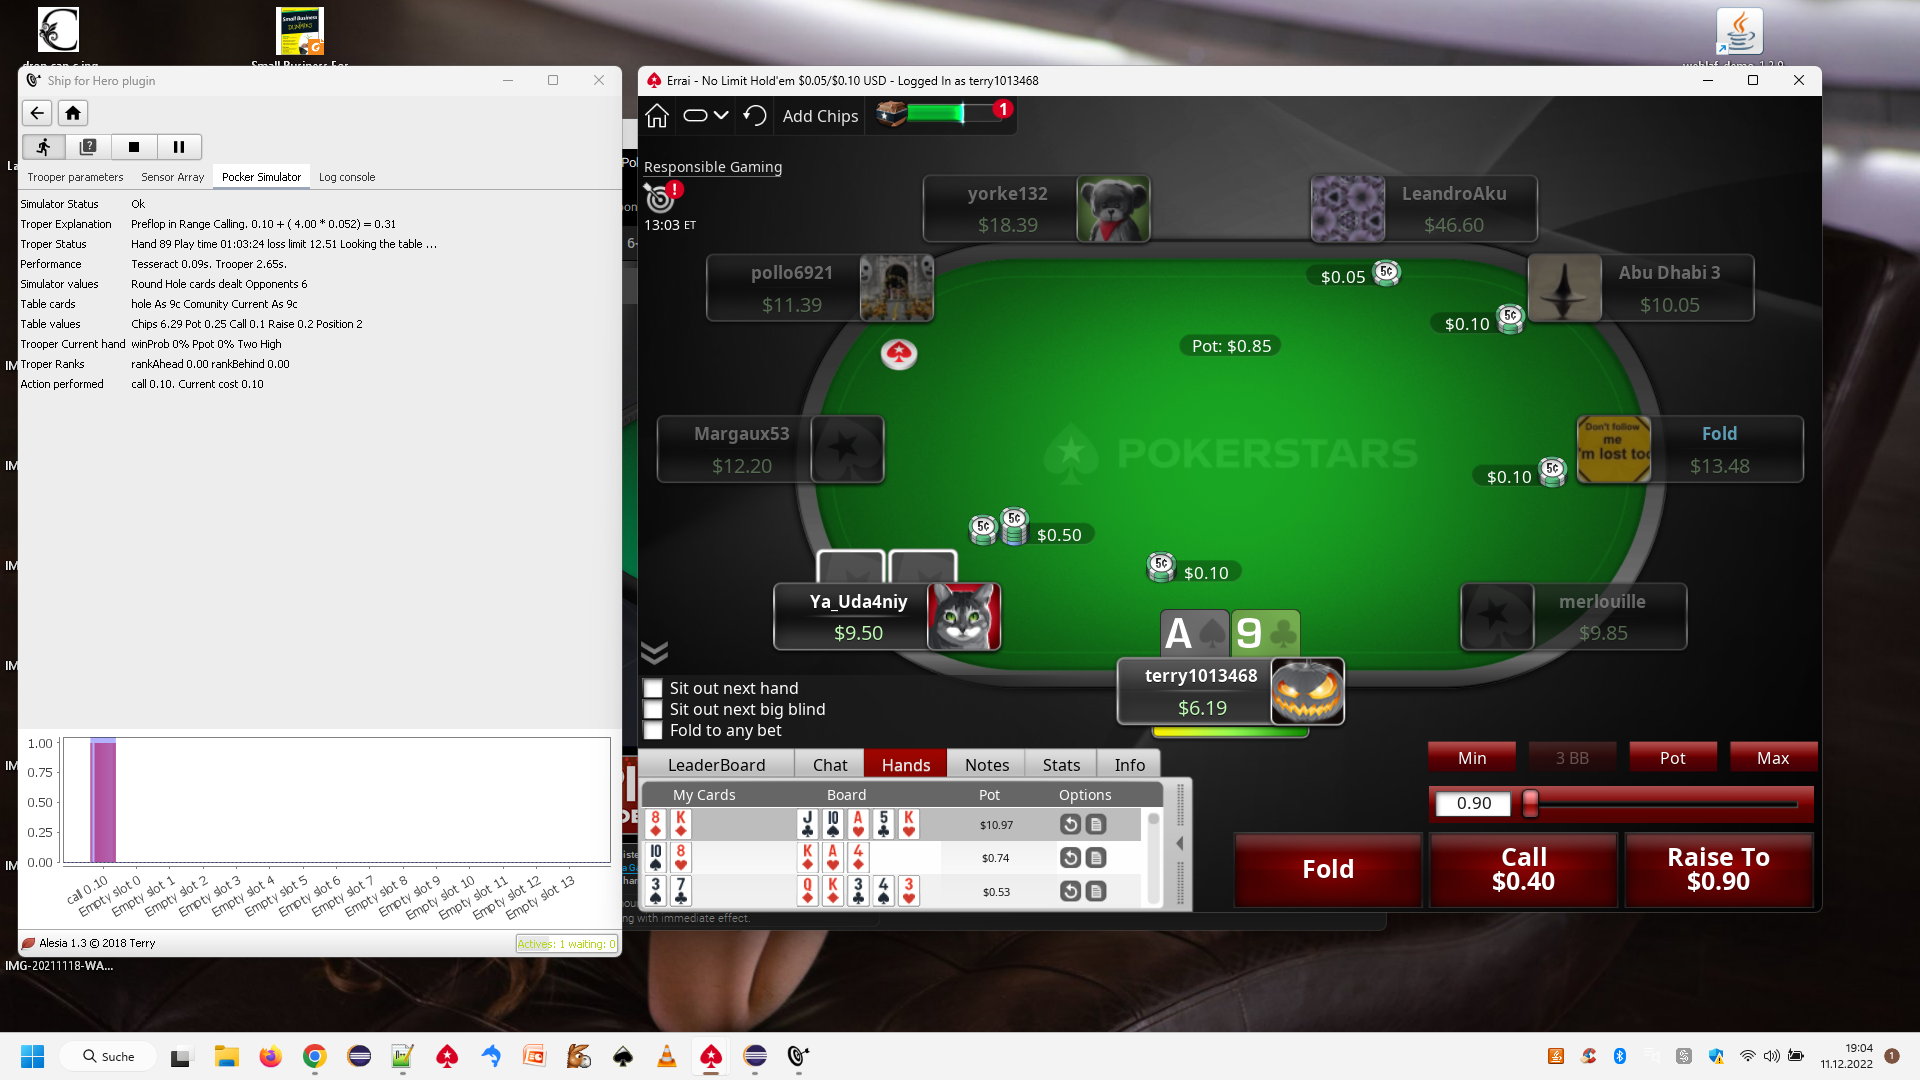 Ship for Hero plugin
Trooper parameters Sensor Array Pocker Simulator Log console
Simulator Status Ok
Troper Explanation Preflop in Range Calling. 0.10 + ( 4.00 * 0.052) = 0.31
Troper Status Hand 89 Play time 01:03:24 loss limit 12.51 Looking the table ...
Performance Tesseract 0.09s. Trooper 2.65s.
Simulator values Round Hole cards dealt Opponents 6
Table cards hole As 9c Comunity Current As 9c
Table values Chips 6.29 Pot 0.25 Call 0.1 Raise 0.2 Position 2
Trooper Current hand winProb 0% Ppot 0% Two High
Troper Ranks rankAhead 0.00 rankBehind 0.00
Action performed call 0.10. Current cost 0.10
1.00
0.75
0.50
0.25
0.00
call 0.10
Empty slot 0
Empty slot 1
Empty slot 2
Empty slot 3
Empty slot 4
Empty slot 5
Empty slot 6
Empty slot 7
Empty slot 8
Empty slot 9
Empty slot 10
Empty slot 11
Empty slot 12
Empty slot 13
Alesia 1.3 © 2018 Terry
Actives: 1 waiting: 0
IMG-20211118-WA...
Errai - No Limit Hold'em $0.05/$0.10 USD - Logged In as terry1013468
Add Chips
1
Responsible Gaming
!
13:03 ET
yorke132
$18.39
LeandroAku
$46.60
pollo6921
$11.39
Abu Dhabi 3
$10.05
$0.05
5¢
$0.10
5¢
Pot: $0.85
Margaux53
$12.20
POKERSTARS
Don't follow
me
I'm lost too
Fold
$13.48
$0.10
5¢
5¢
5¢
$0.50
5¢
$0.10
Ya_Uda4niy
$9.50
A 9
terry1013468
$6.19
merlouille
$9.85
Sit out next hand
Sit out next big blind
Fold to any bet
LeaderBoard Chat Hands Notes Stats Info
My Cards Board Pot Options
8 K J 10 A 5 K $10.97
10 8 K A 4 $0.74
3 7 Q K 3 4 3 $0.53
ng with immediate effect.
Min 3 BB Pot Max
0.90
Fold
Call
$0.40
Raise To
$0.90
Suche
19:04
11.12.2022
1